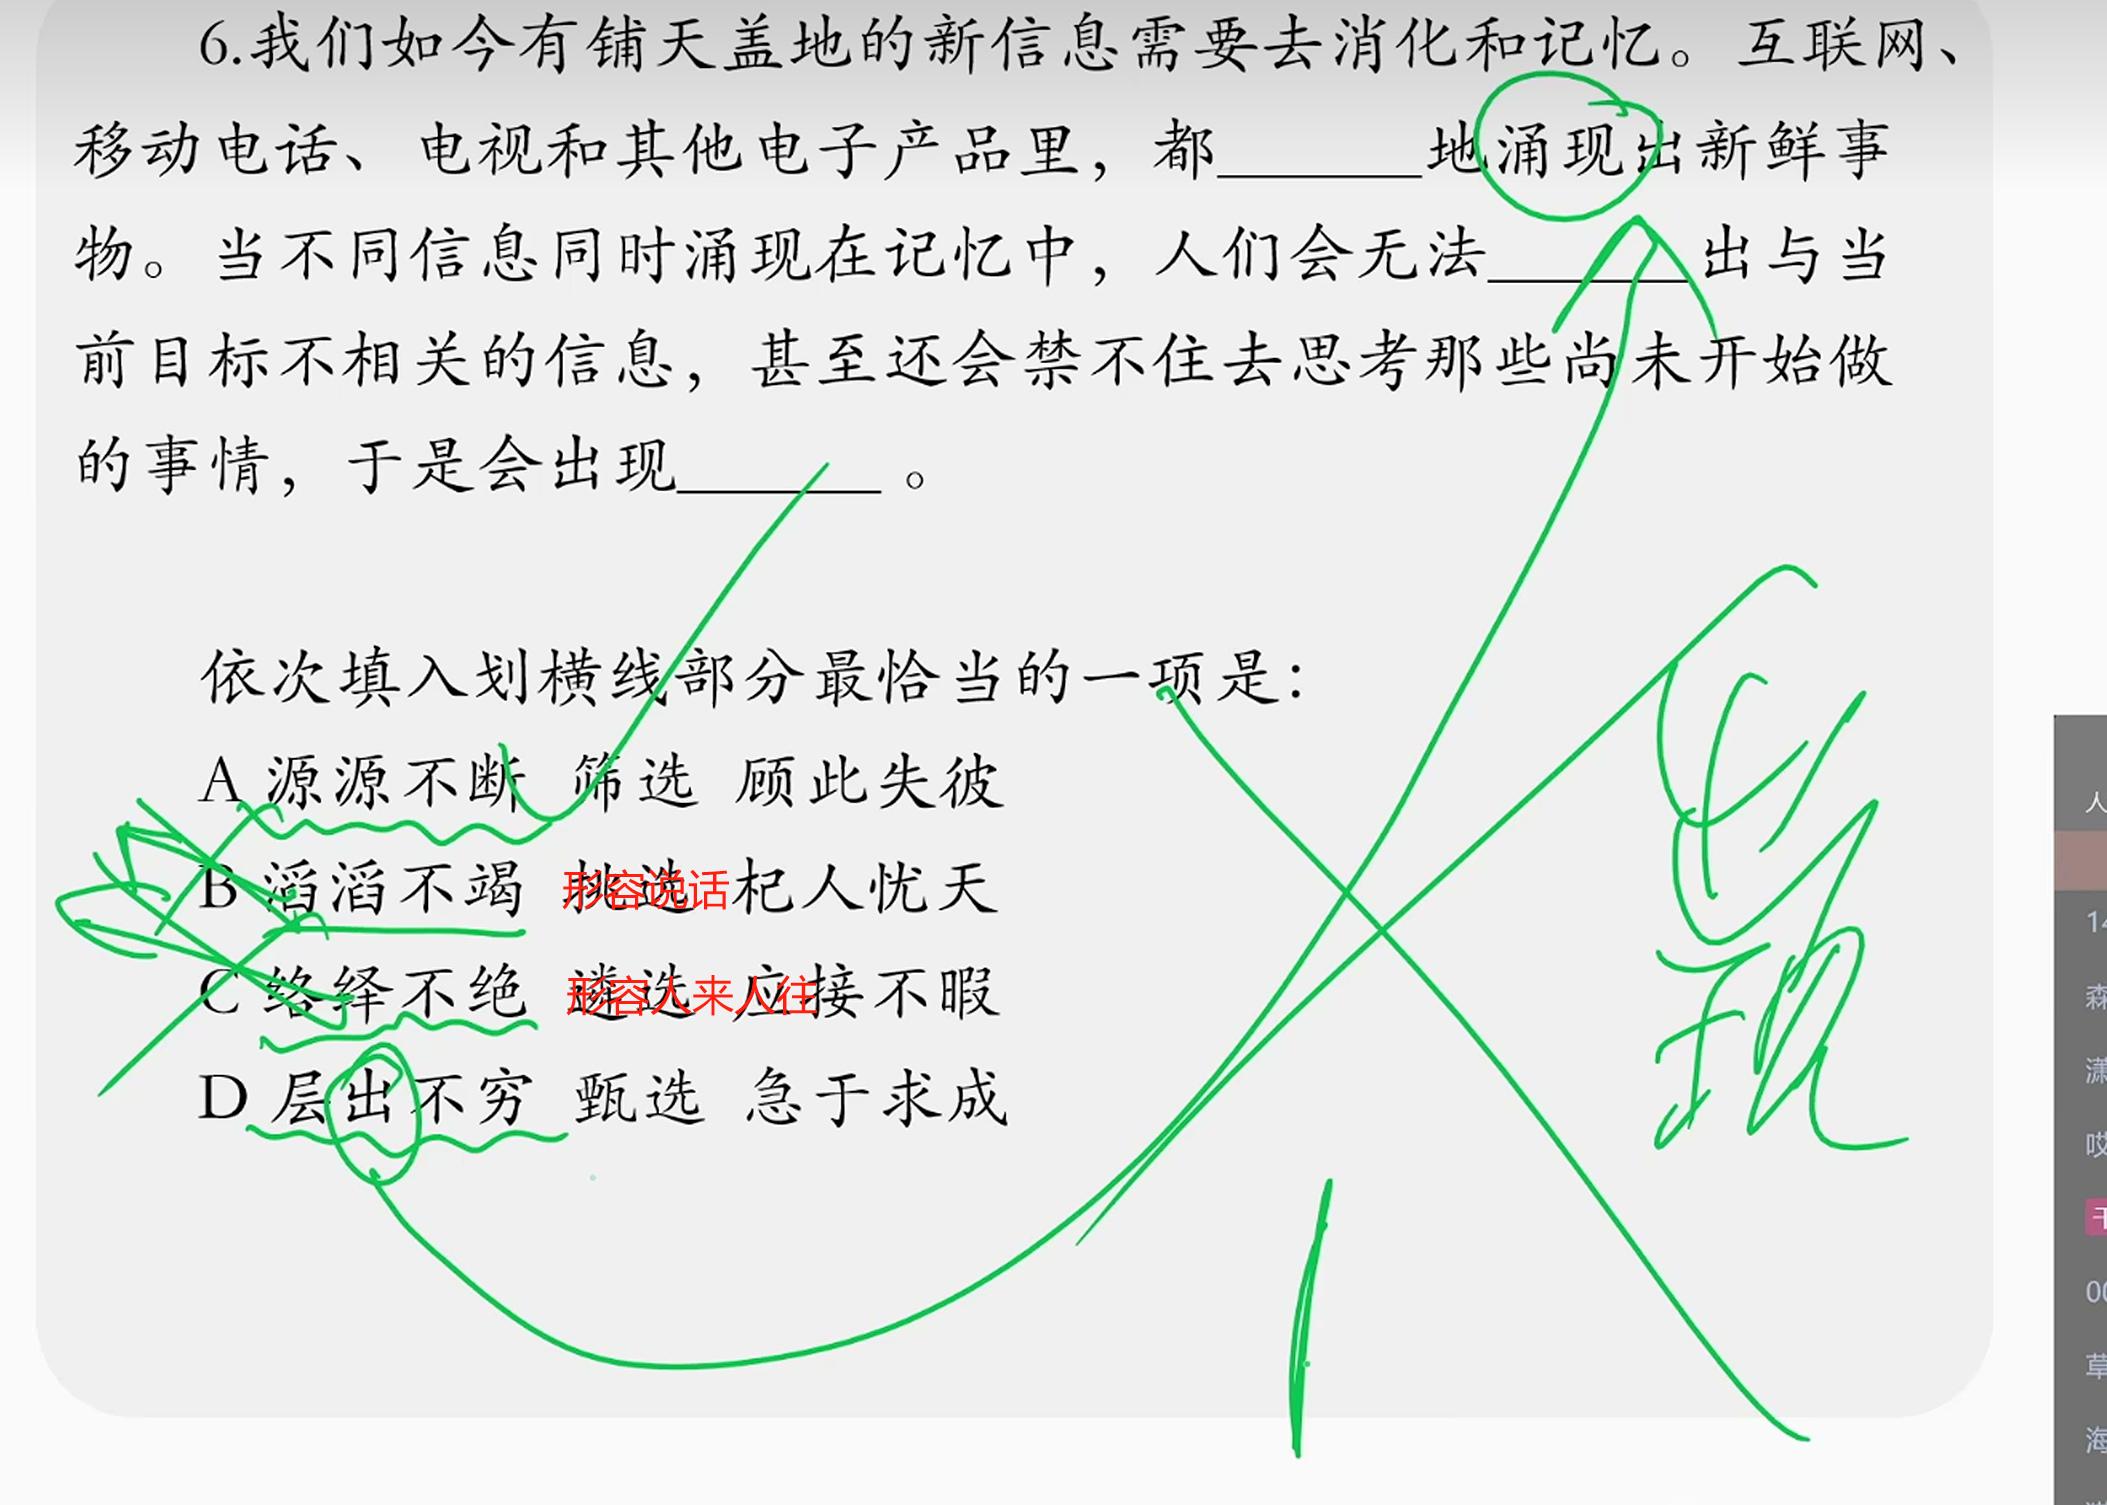 6.我们如今有铺天盖地的新信息需要去消化和记忆。互联网、
移动电话、电视和其他电子产品里，都______地涌现出新鲜事
物。当不同信息同时涌现在记忆中，人们会无法______出与当
前目标不相关的信息，甚至还会禁不住去思考那些尚未开始做
的事情，于是会出现______。
依次填入划横线部分最恰当的一项是：
A 源源不断 筛选 顾此失彼
B 滔滔不竭 挑选 杞人忧天
形容说话
C 络绎不绝 遴选 应接不暇
形容人来人往
D 层出不穷 甄选 急于求成
人
14
森
潇
哎
千
00
草
海